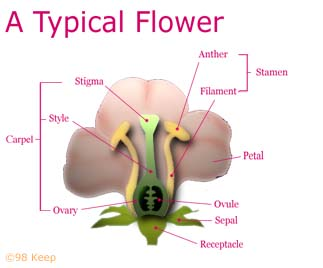 A Typical Flower
Anther
Stamen
Stigma
Filament
Style
Carpel
Petal
Ovary
Ovule
Sepal
Receptacle
©98 Keep